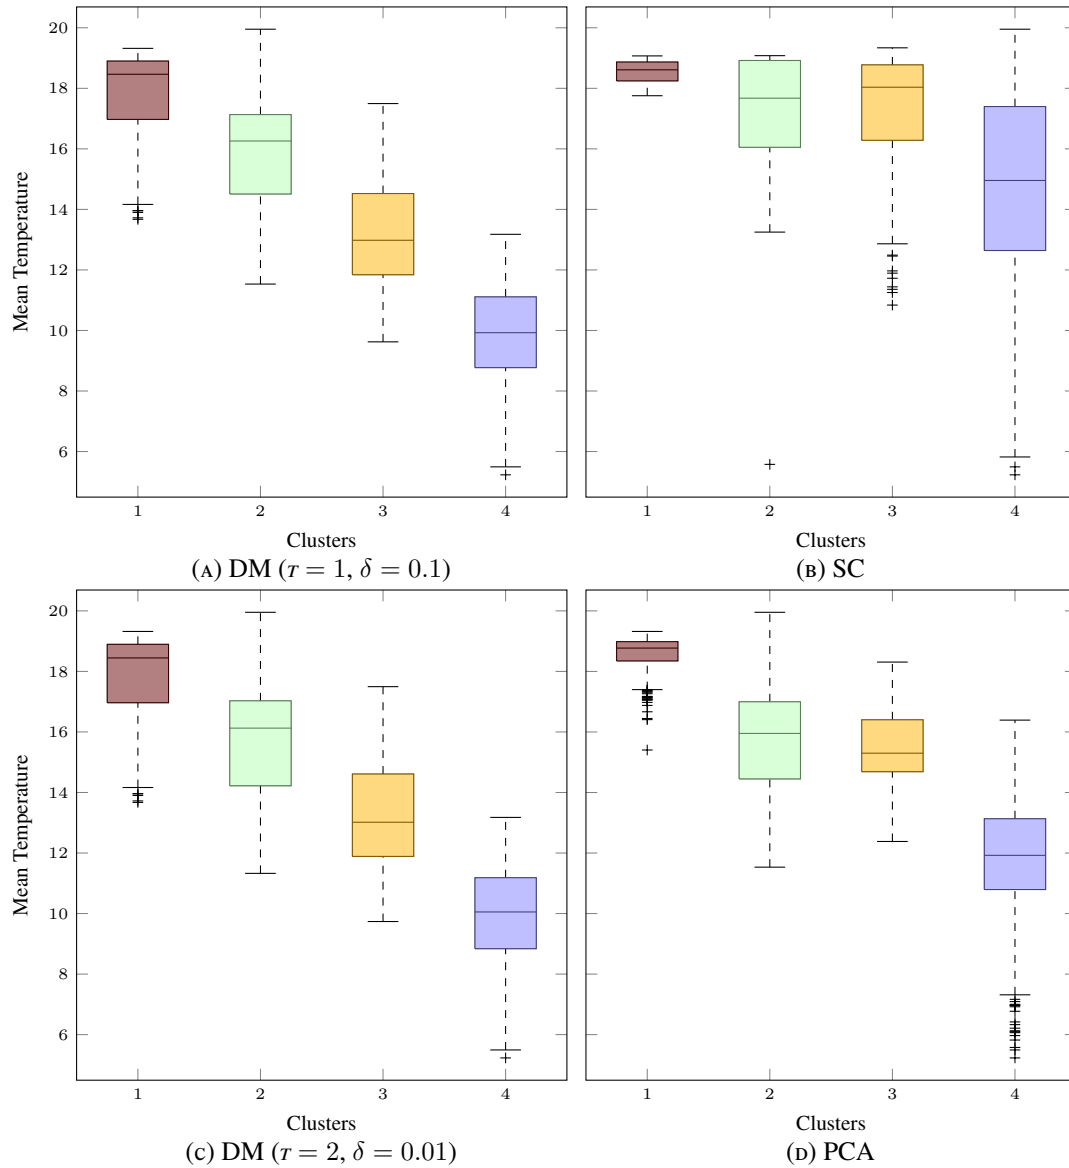 20
18
16
14
12
10
8
6
Mean Temperature
1 2 3 4
Clusters
(A) DM (τ = 1, δ = 0.1)
1 2 3 4
Clusters
(B) SC
20
18
16
14
12
10
8
6
Mean Temperature
1 2 3 4
Clusters
(C) DM (τ = 2, δ = 0.01)
1 2 3 4
Clusters
(D) PCA